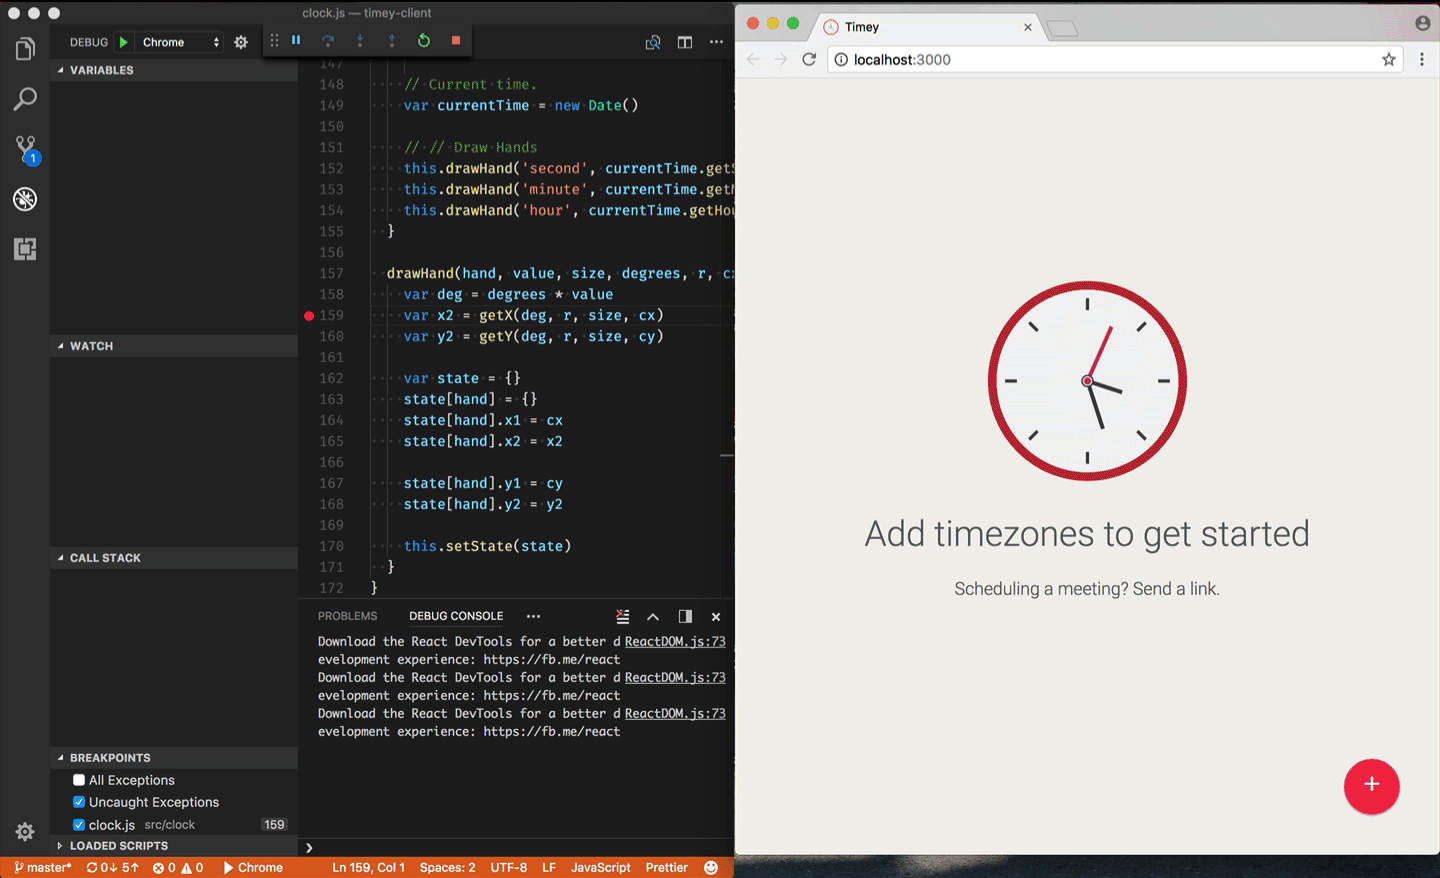 clock.js — timey-client
DEBUG Chrome
VARIABLES
WATCH
CALL STACK
BREAKPOINTS
All Exceptions
Uncaught Exceptions
clock.js src/clock 159
LOADED SCRIPTS
1
147
148 // Current time.
149 var currentTime = new Date()
150
151 // // Draw Hands
152 this.drawHand('second', currentTime.getS
153 this.drawHand('minute', currentTime.getM
154 this.drawHand('hour', currentTime.getHou
155 }
156
157 drawHand(hand, value, size, degrees, r, cx
158 var deg = degrees * value
159 var x2 = getX(deg, r, size, cx)
160 var y2 = getY(deg, r, size, cy)
161
162 var state = {}
163 state[hand] = {}
164 state[hand].x1 = cx
165 state[hand].x2 = x2
166
167 state[hand].y1 = cy
168 state[hand].y2 = y2
169
170 this.setState(state)
171 }
172 }
PROBLEMS DEBUG CONSOLE ···
Download the React DevTools for a better d ReactDOM.js:73
evelopment experience: https://fb.me/react
Download the React DevTools for a better d ReactDOM.js:73
evelopment experience: https://fb.me/react
Download the React DevTools for a better d ReactDOM.js:73
evelopment experience: https://fb.me/react
master* 0↓ 5↑ 0 0 Chrome Ln 159, Col 1 Spaces: 2 UTF-8 LF JavaScript Prettier
Timey
localhost:3000
Add timezones to get started
Scheduling a meeting? Send a link.
+